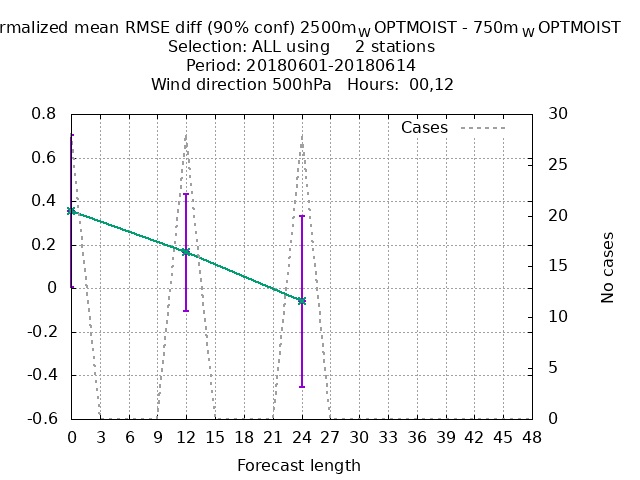 rmalized mean RMSE diff (90% conf) 2500m W OPTMOIST - 750m W OPTMOIST
Selection: ALL using 2 stations
Period: 20180601-20180614
Wind direction 500hPa Hours: 00,12
Cases
0.8
0.6
0.4
0.2
0
-0.2
-0.4
-0.6
30
25
20
15
10
5
0
No cases
0 3 6 9 12 15 18 21 24 27 30 33 36 39 42 45 48
Forecast length